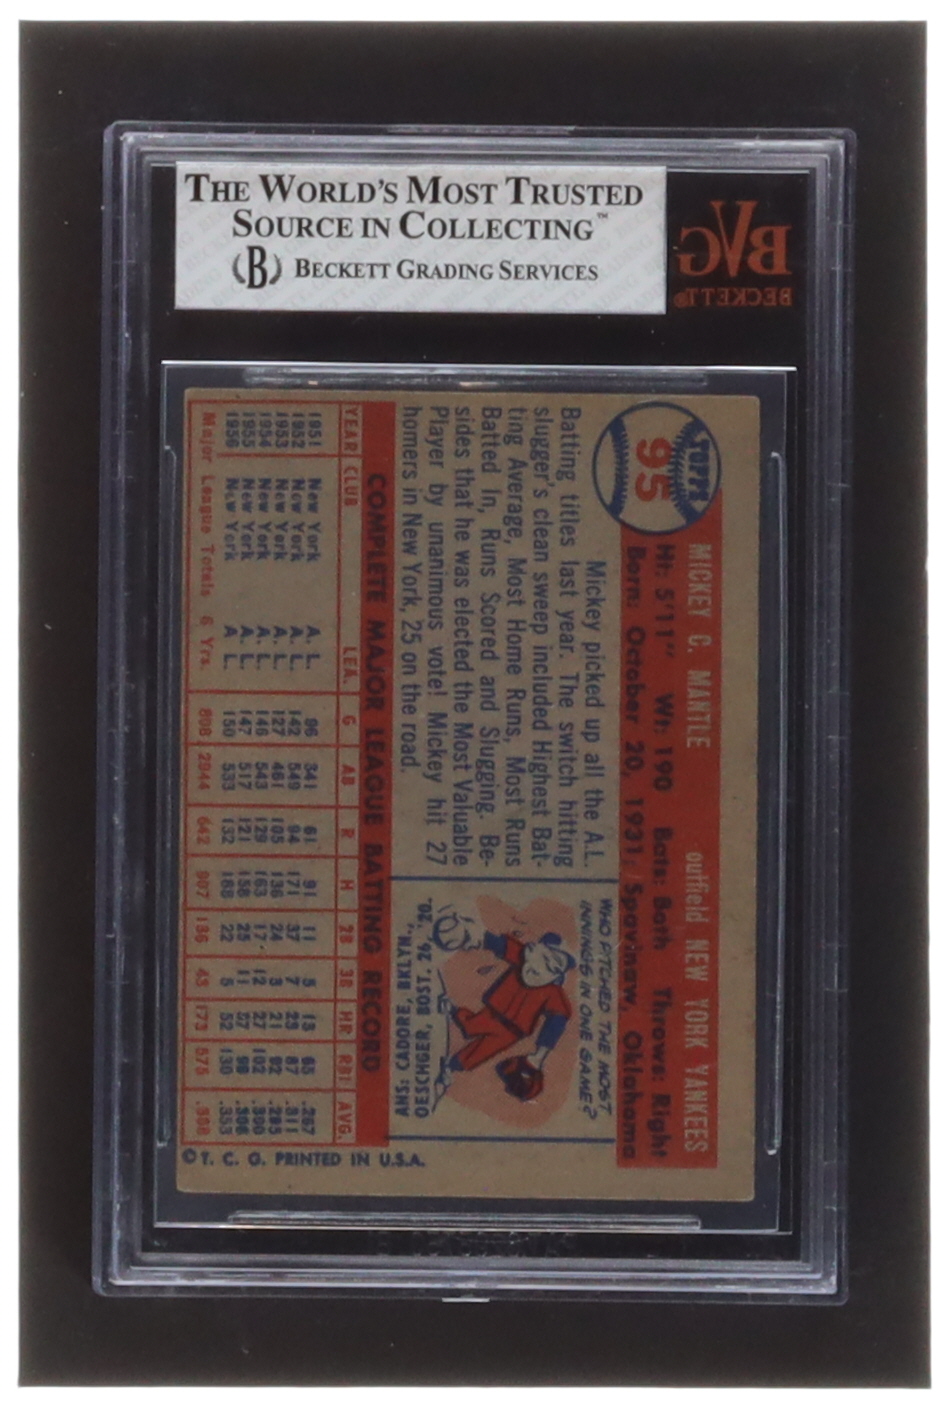 THE WORLD'S MOST TRUSTED
SOURCE IN COLLECTING™
(B) BECKETT GRADING SERVICES
BVG
BECKETT®
TOPPS
95
MICKEY C. MANTLE outfield NEW YORK YANKEES
Ht: 5'11" Wt: 190 Bats: Both Throws: Right
Born: October 20, 1931, Spavinaw, Oklahoma
Mickey picked up all the A.L.
Batting titles last year. The switch hitting
slugger's clean sweep included Highest Bat-
ting Average, Most Home Runs, Most Runs
Batted In, Runs Scored and Slugging. Be-
sides that he was elected the Most Valuable
Player by unanimous vote! Mickey hit 27
homers in New York, 25 on the road.
WHO PITCHED THE MOST
INNINGS IN ONE GAME?
ANS: CADORE, BKLYN.,
OESCHGER, BOST. 26, '20.
COMPLETE MAJOR LEAGUE BATTING RECORD
YEAR CLUB LEA. G AB R H 2B 3B HR RBI AVG.
1951 New York A. L. 96 341 61 91 11 5 13 65 .267
1952 New York A. L. 142 549 94 171 37 7 23 87 .311
1953 New York A. L. 127 461 105 136 24 3 21 92 .295
1954 New York A. L. 146 543 129 163 17 12 27 102 .300
1955 New York A. L. 147 517 121 158 25 11 37 99 .306
1956 New York A. L. 150 533 132 188 22 5 52 130 .353
Major League Totals 6 Yrs. 808 2944 642 907 136 43 173 575 .308
© T. C. G. PRINTED IN U.S.A.